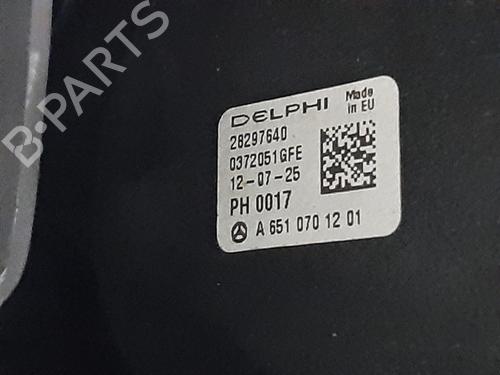 B-PARTS
DELPHI
Made in EU
28297640
0372051GFE
12-07-25
PH 0017
A 651 070 12 01